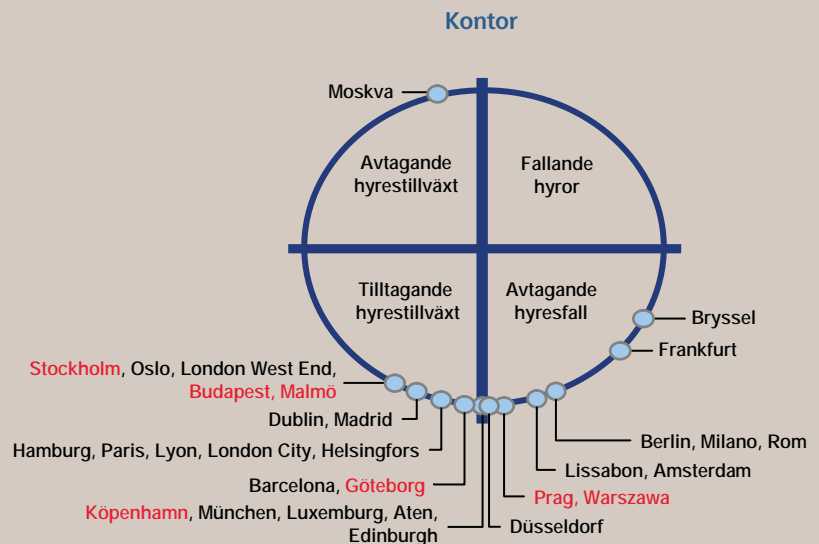 Kontor
Moskva
Avtagande
hyrestillväxt
Fallande
hyror
Tilltagande
hyrestillväxt
Avtagande
hyresfall
Bryssel
Frankfurt
Stockholm, Oslo, London West End,
Budapest, Malmö
Dublin, Madrid
Hamburg, Paris, Lyon, London City, Helsingfors
Barcelona, Göteborg
Köpenhamn, München, Luxemburg, Aten,
Edinburgh
Berlin, Milano, Rom
Lissabon, Amsterdam
Prag, Warszawa
Düsseldorf